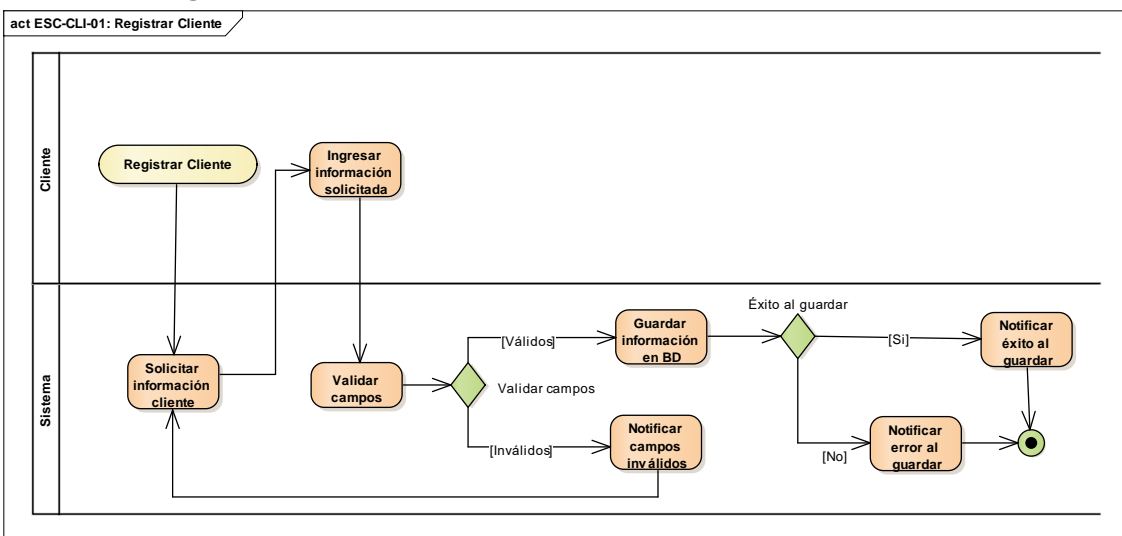 act ESC-CLI-01: Registrar Cliente
Cliente
Registrar Cliente
Ingresar
información
solicitada
Sistema
Solicitar
información
cliente
Validar
campos
Validar campos
[Válidos]
[Inválidos]
Guardar
información
en BD
Notificar
campos
inválidos
Éxito al guardar
[Si]
[No]
Notificar
éxito al
guardar
Notificar
error al
guardar